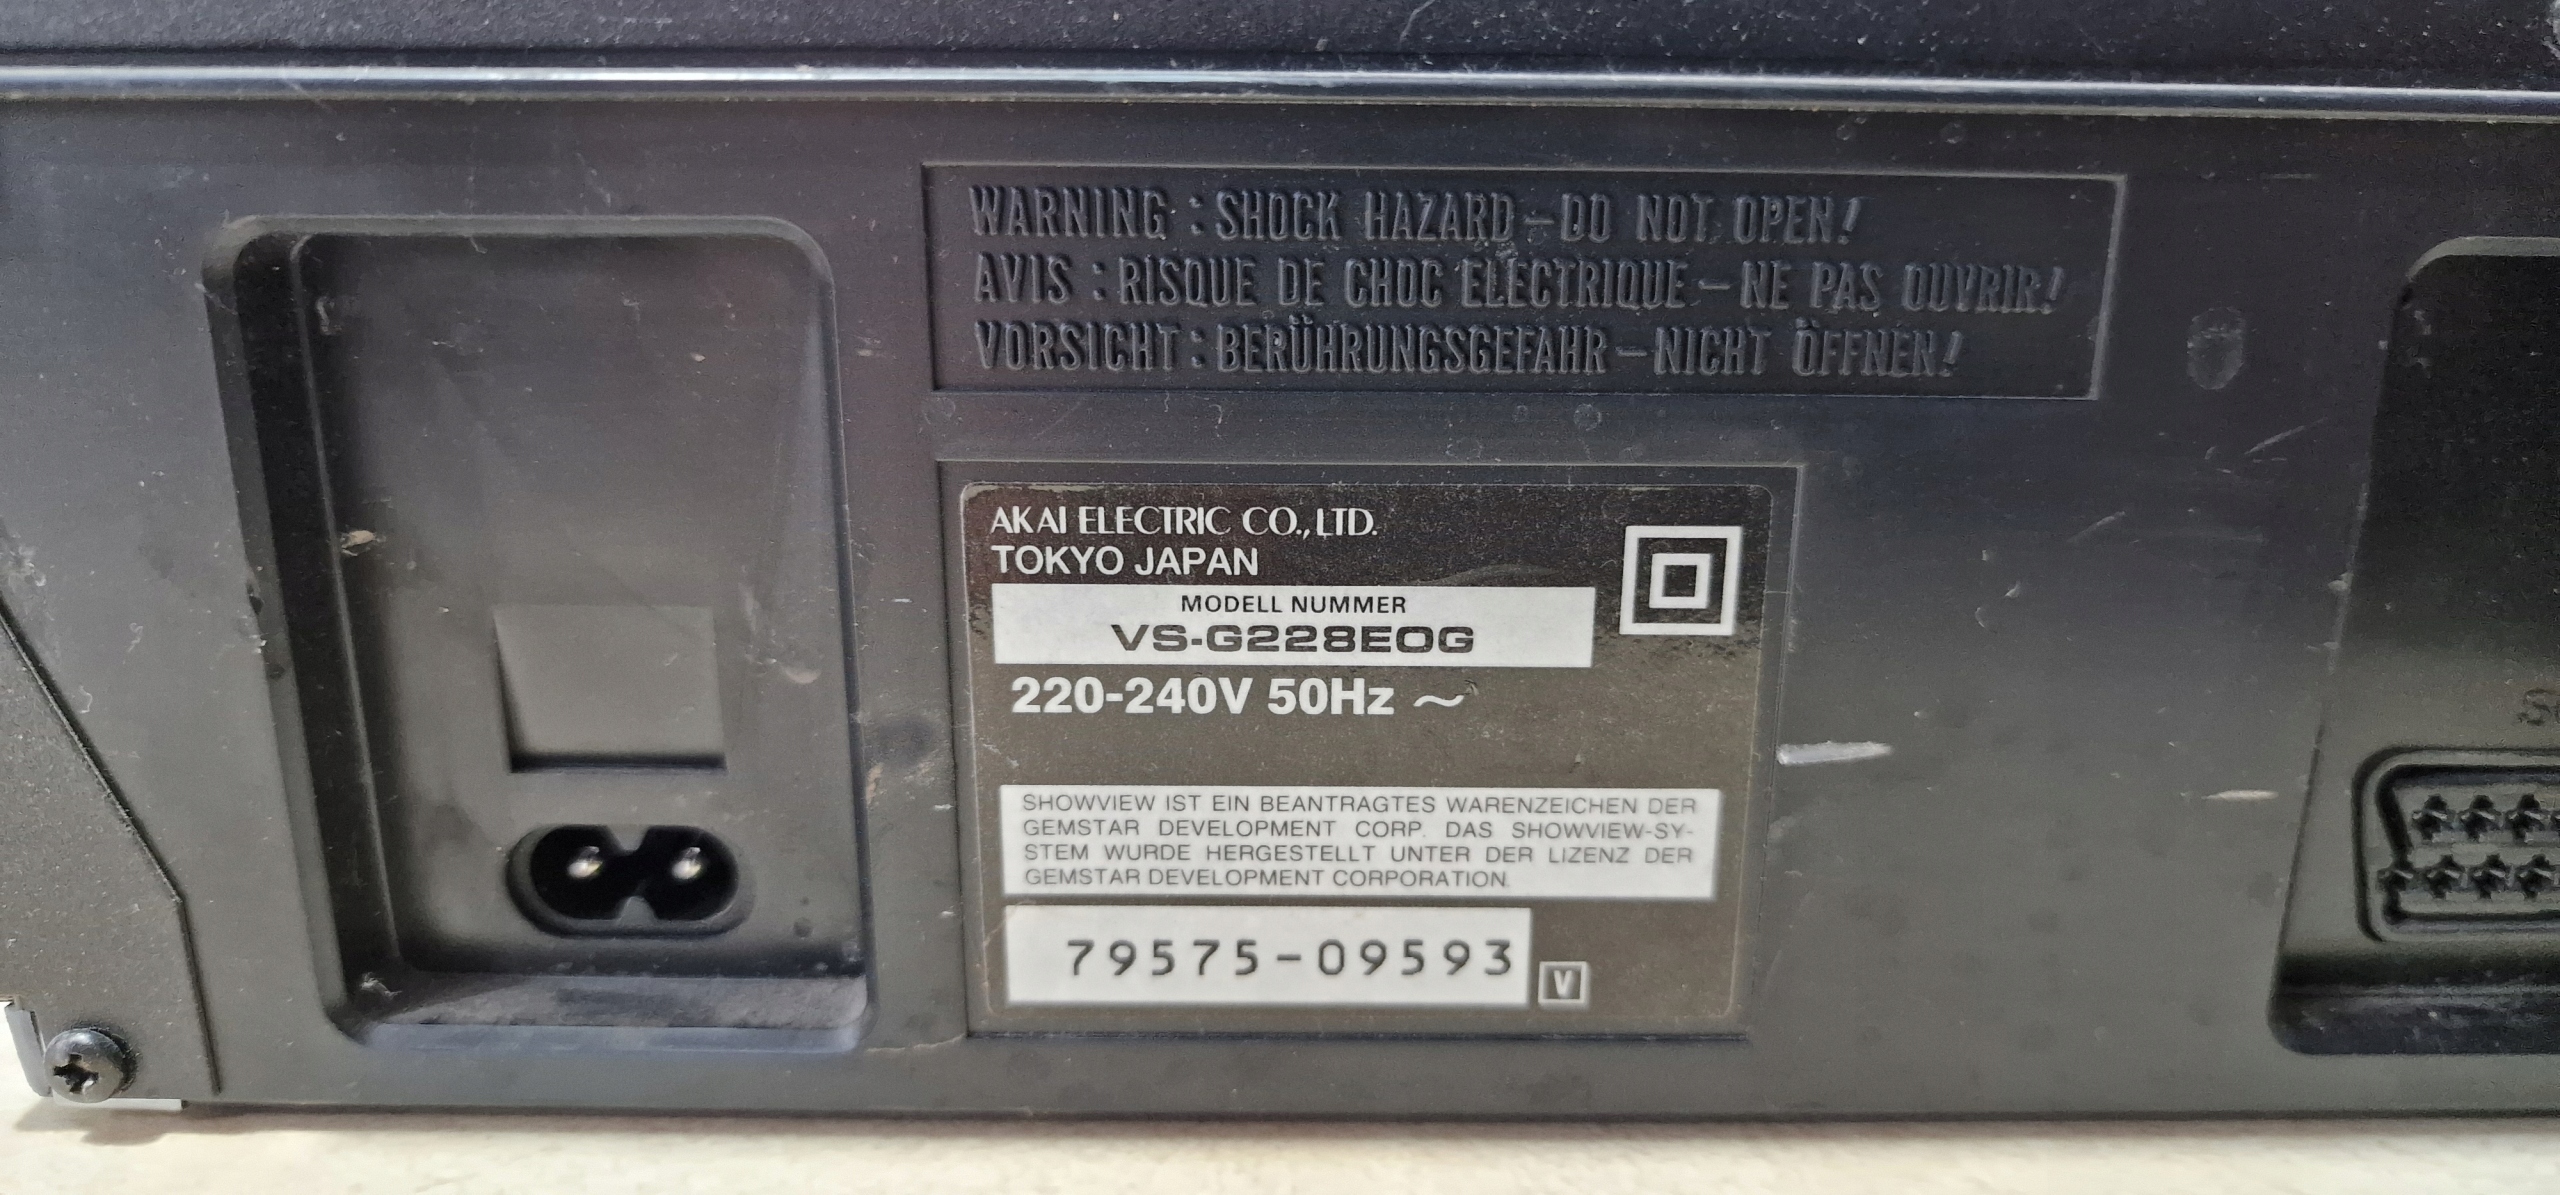 WARNING : SHOCK HAZARD – DO NOT OPEN!
AVIS : RISQUE DE CHOC ELECTRIQUE – NE PAS OUVRIR!
VORSICHT : BERÜHRUNGSGEFAHR – NICHT ÖFFNEN!
AKAI ELECTRIC CO., LTD.
TOKYO JAPAN
MODELL NUMMER
VS-G228EOG
220-240V 50Hz ~
SHOWVIEW IST EIN BEANTRAGTES WARENZEICHEN DER
GEMSTAR DEVELOPMENT CORP. DAS SHOWVIEW-SY-
STEM WURDE HERGESTELLT UNTER DER LIZENZ DER
GEMSTAR DEVELOPMENT CORPORATION.
79575-09593
V